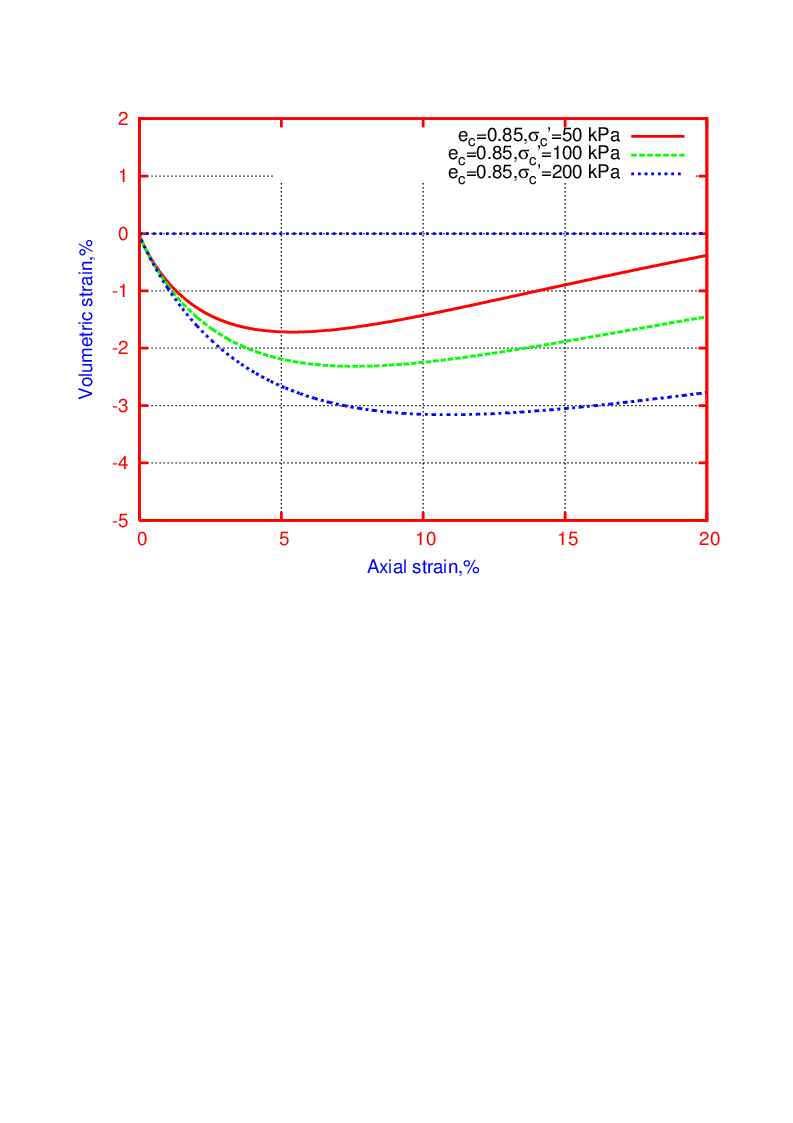 2
e_c=0.85,σ_c'=50 kPa
e_c=0.85,σ_c'=100 kPa
e_c=0.85,σ_c'=200 kPa
1
0
-1
-2
-3
-4
-5
Volumetric strain,%
0 5 10 15 20
Axial strain,%